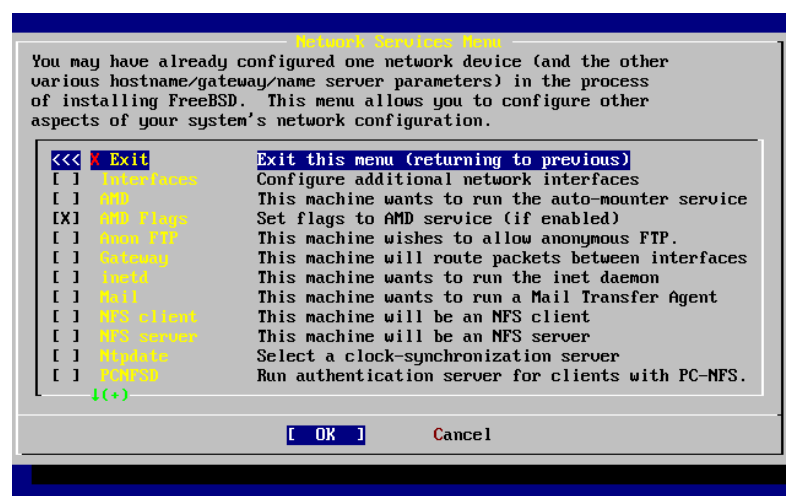 Network Services Menu
You may have already configured one network device (and the other
various hostname/gateway/name server parameters) in the process
of installing FreeBSD.  This menu allows you to configure other
aspects of your system's network configuration.
<<< X Exit Exit this menu (returning to previous)
[ ] Interfaces Configure additional network interfaces
[ ] AMD This machine wants to run the auto-mounter service
[X] AMD Flags Set flags to AMD service (if enabled)
[ ] Anon FTP This machine wishes to allow anonymous FTP.
[ ] Gateway This machine will route packets between interfaces
[ ] inetd This machine wants to run the inet daemon
[ ] Mail This machine wants to run a Mail Transfer Agent
[ ] NFS client This machine will be an NFS client
[ ] NFS server This machine will be an NFS server
[ ] Ntpdate Select a clock-synchronization server
[ ] PCNFSD Run authentication server for clients with PC-NFS.
↓(+)
[ OK ] Cancel